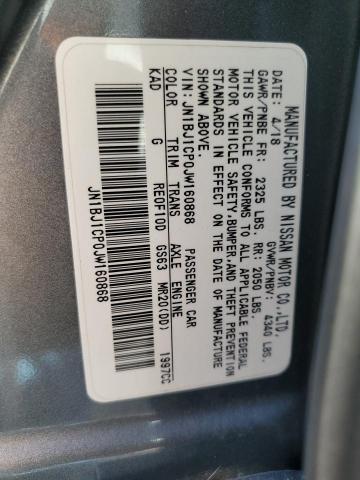 MANUFACTURED BY NISSAN MOTOR CO.,LTD.
DATE: 4/18 GVWR/PNBV: 4340 LBS.
GAWR/PNBE FR: 2325 LBS. RR: 2050 LBS.
THIS VEHICLE CONFORMS TO ALL APPLICABLE FEDERAL
MOTOR VEHICLE SAFETY,BUMPER,AND THEFT PREVENTION
STANDARDS IN EFFECT ON THE DATE OF MANUFACTURE
SHOWN ABOVE.
VIN: JN1BJ1CP0JW160868 PASSENGER CAR
COLOR TRIM TRANS AXLE ENGINE
KAD G RE0F10D GS63 MR20(DD) 1997CC
JN1BJ1CP0JW160868